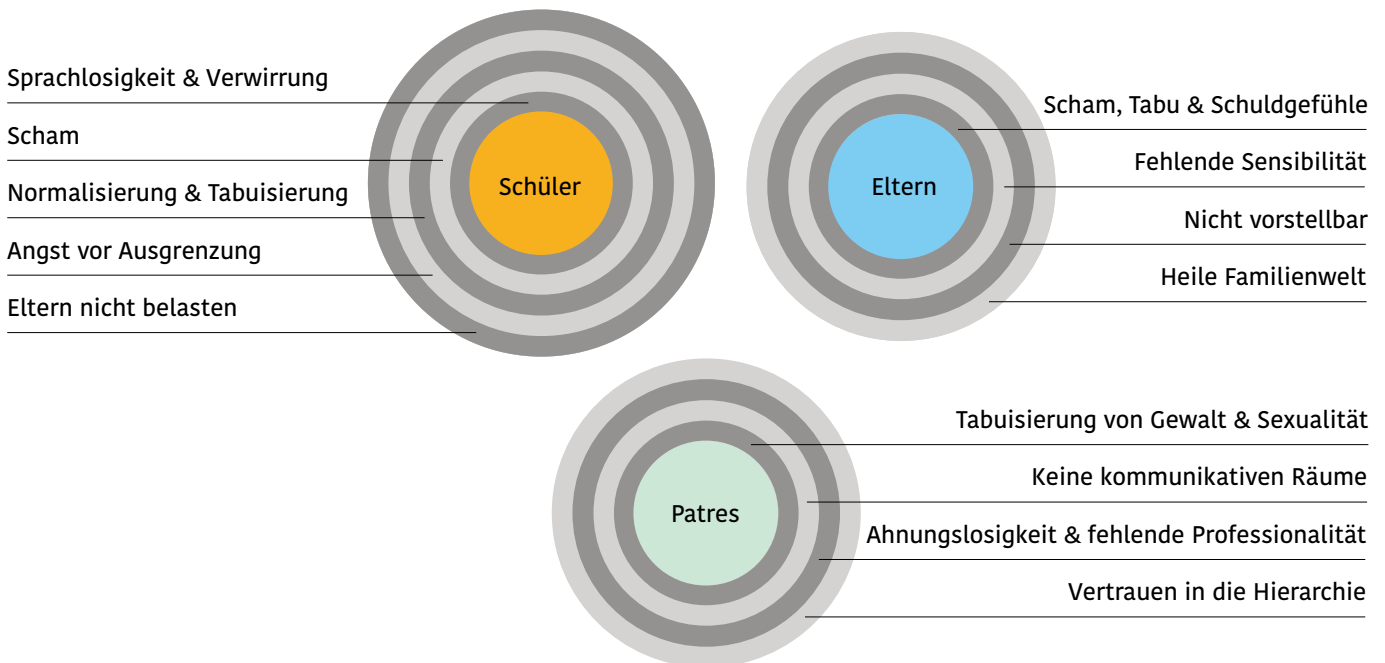 Sprachlosigkeit & Verwirrung
Scham
Normalisierung & Tabuisierung
Angst vor Ausgrenzung
Eltern nicht belasten
Schüler
Eltern
Scham, Tabu & Schuldgefühle
Fehlende Sensibilität
Nicht vorstellbar
Heile Familienwelt
Patres
Tabuisierung von Gewalt & Sexualität
Keine kommunikativen Räume
Ahnungslosigkeit & fehlende Professionalität
Vertrauen in die Hierarchie